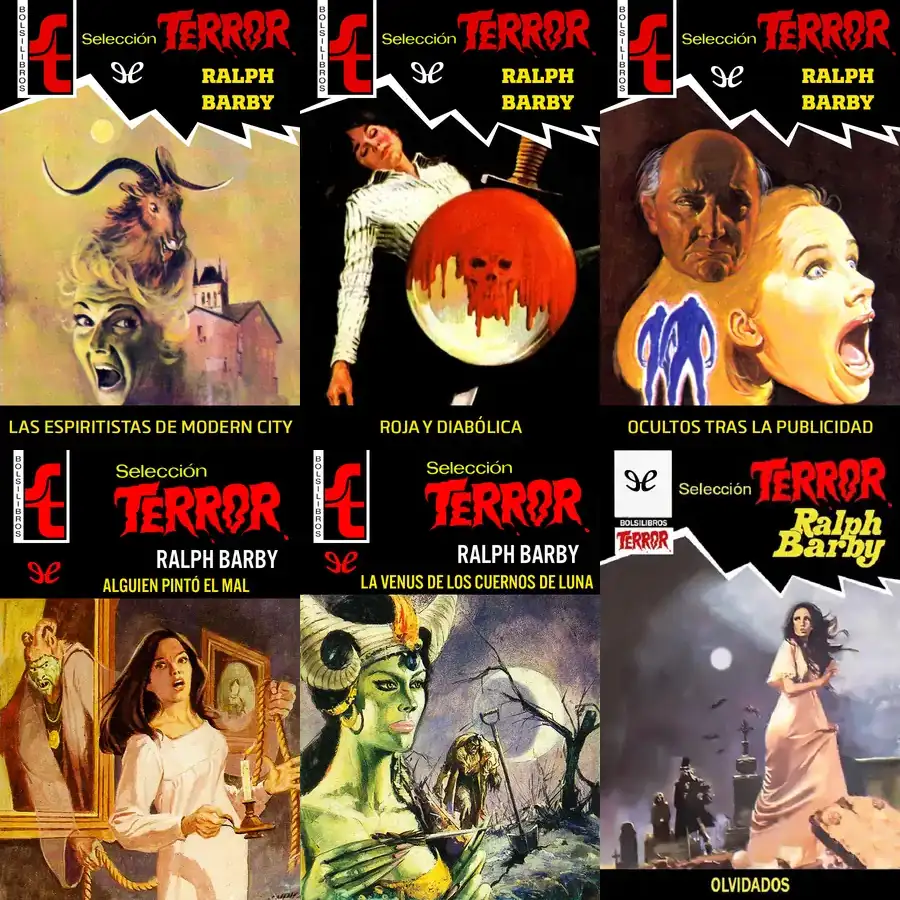 BOLSILIBROS
Selección TERROR
RALPH
BARBY
LAS ESPIRITISTAS DE MODERN CITY
BOLSILIBROS
Selección TERROR
RALPH
BARBY
ROJA Y DIABÓLICA
BOLSILIBROS
Selección TERROR
RALPH
BARBY
OCULTOS TRAS LA PUBLICIDAD
BOLSILIBROS
Selección
TERROR
RALPH BARBY
ALGUIEN PINTÓ EL MAL
BOLSILIBROS
Selección
TERROR
RALPH BARBY
LA VENUS DE LOS CUERNOS DE LUNA
BOLSILIBROS
TERROR
Selección TERROR
Ralph
Barby
OLVIDADOS